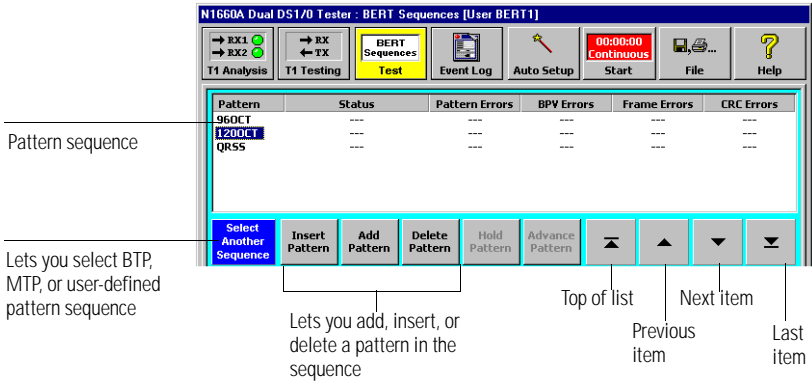 N1660A Dual DS1/0 Tester : BERT Sequences [User BERT1]
RX1
RX2
T1 Analysis
RX
TX
T1 Testing
BERT
Sequences
Test
Event Log
Auto Setup
00:00:00
Continuous
Start
File
Help
Pattern Status Pattern Errors BPV Errors Frame Errors CRC Errors
96OCT --- --- --- --- ---
120OCT --- --- --- --- ---
QRSS --- --- --- --- ---
Pattern sequence
Select
Another
Sequence
Insert
Pattern
Add
Pattern
Delete
Pattern
Hold
Pattern
Advance
Pattern
Lets you select BTP,
MTP, or user-defined
pattern sequence
Lets you add, insert, or
delete a pattern in the
sequence
Top of list
Previous
item
Next item
Last
item